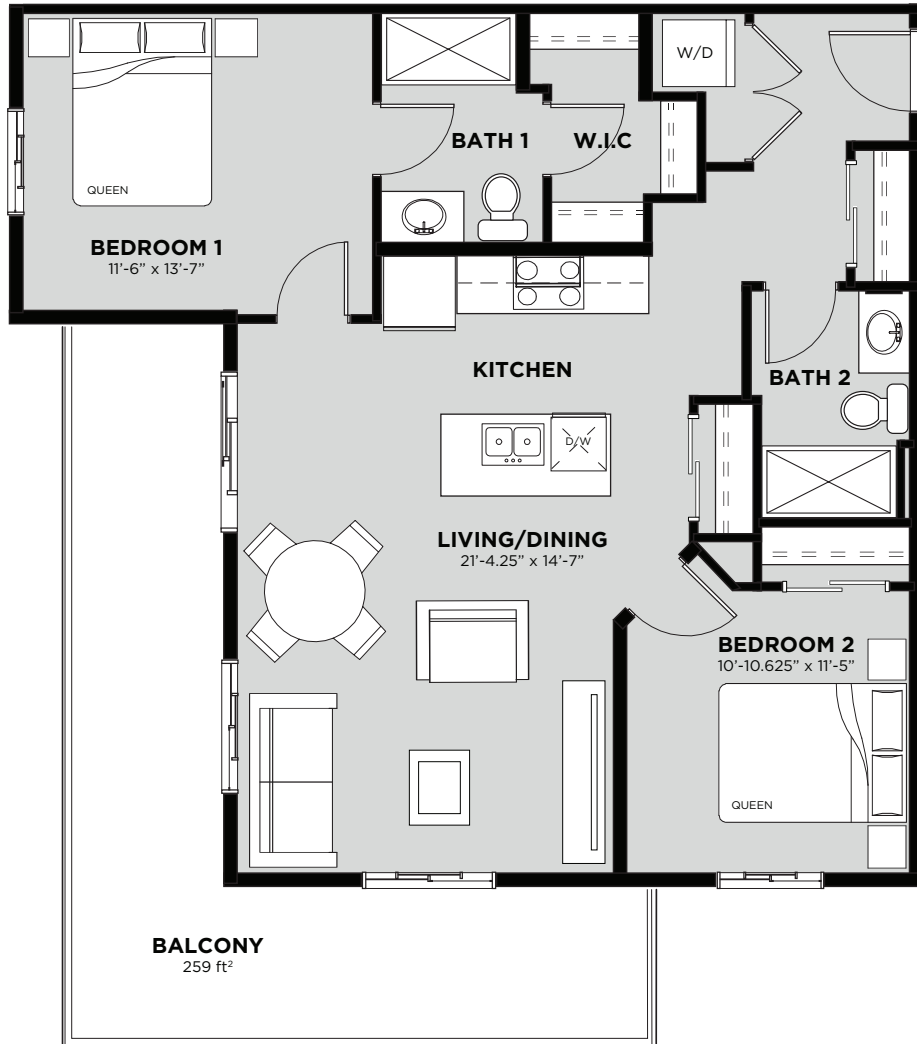 W/D
BATH 1
W.I.C
QUEEN
BEDROOM 1
11'-6” x 13'-7”
KITCHEN
BATH 2
D/W
LIVING/DINING
21'-4.25” x 14'-7”
BEDROOM 2
10'-10.625” x 11'-5”
QUEEN
BALCONY
259 ft²